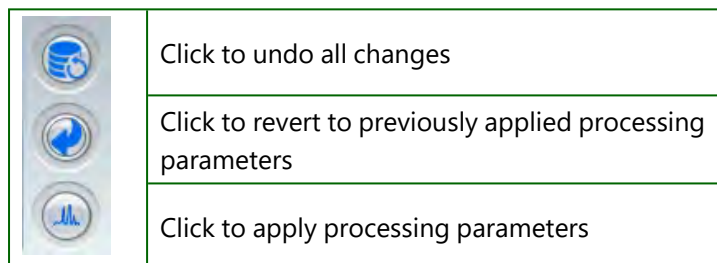 Click to undo all changes
Click to revert to previously applied processing
parameters
Click to apply processing parameters